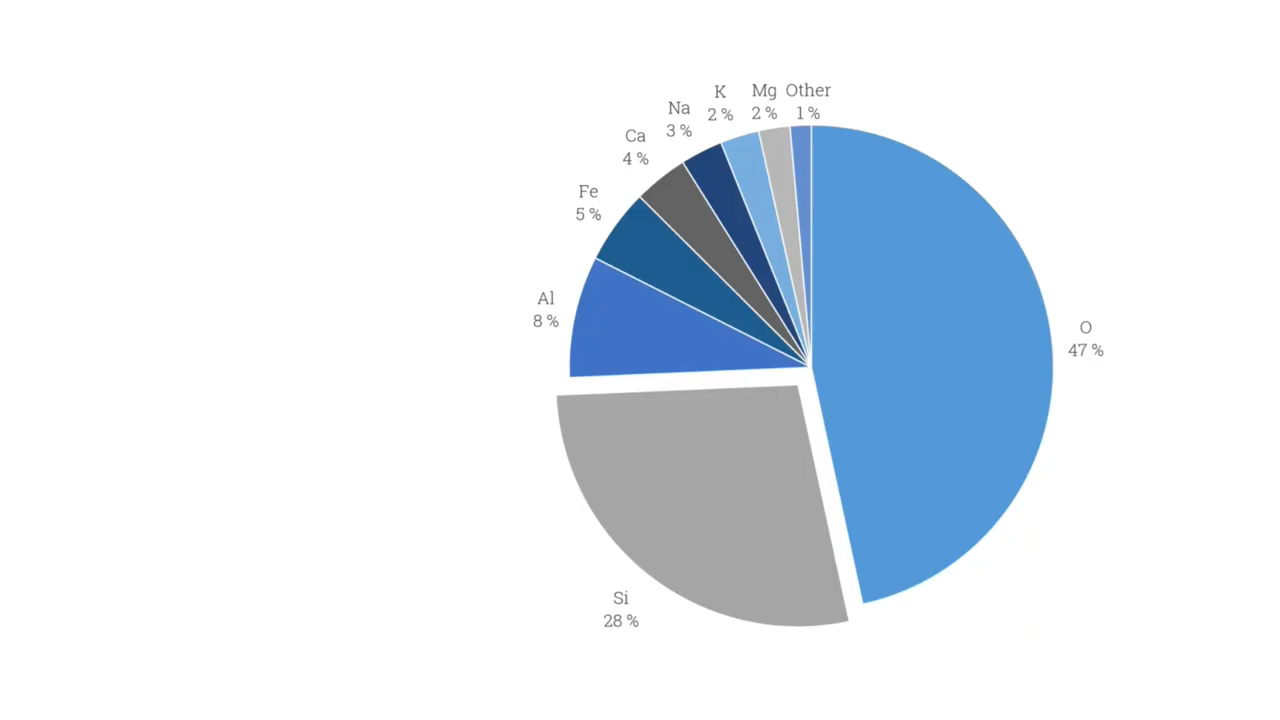 Mg Other
2 % 1 %
K
2 %
Na
3 %
Ca
4 %
Fe
5 %
Al
8 %
O
47 %
Si
28 %